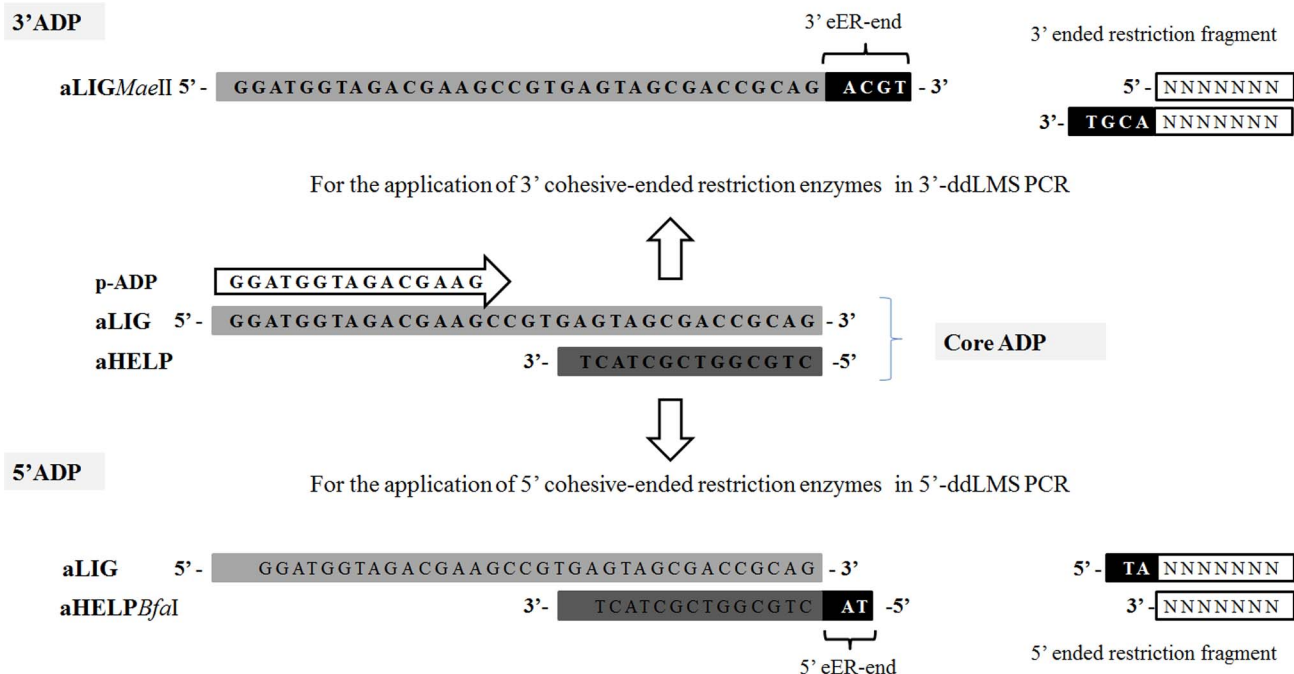 3'ADP
3' eER-end
3' ended restriction fragment
aLIGMaeII 5'- GGATGGTAGACGAAGCCGTGAGTAGCGACCGCAG ACGT - 3'
5'- NNNNNNN
3'- TGCA NNNNNNN
For the application of 3' cohesive-ended restriction enzymes in 3'-ddLMS PCR
p-ADP GGATGGTAGACGAAG
aLIG 5'- GGATGGTAGACGAAGCCGTGAGTAGCGACCGCAG - 3'
aHELP 3'- TCATCGCTGGCGTC -5'
Core ADP
5'ADP
For the application of 5' cohesive-ended restriction enzymes in 5'-ddLMS PCR
aLIG 5'- GGATGGTAGACGAAGCCGTGAGTAGCGACCGCAG - 3'
5'- TA NNNNNNN
aHELPBfaI 3'- TCATCGCTGGCGTC AT -5'
3'- NNNNNNN
5' eER-end
5' ended restriction fragment